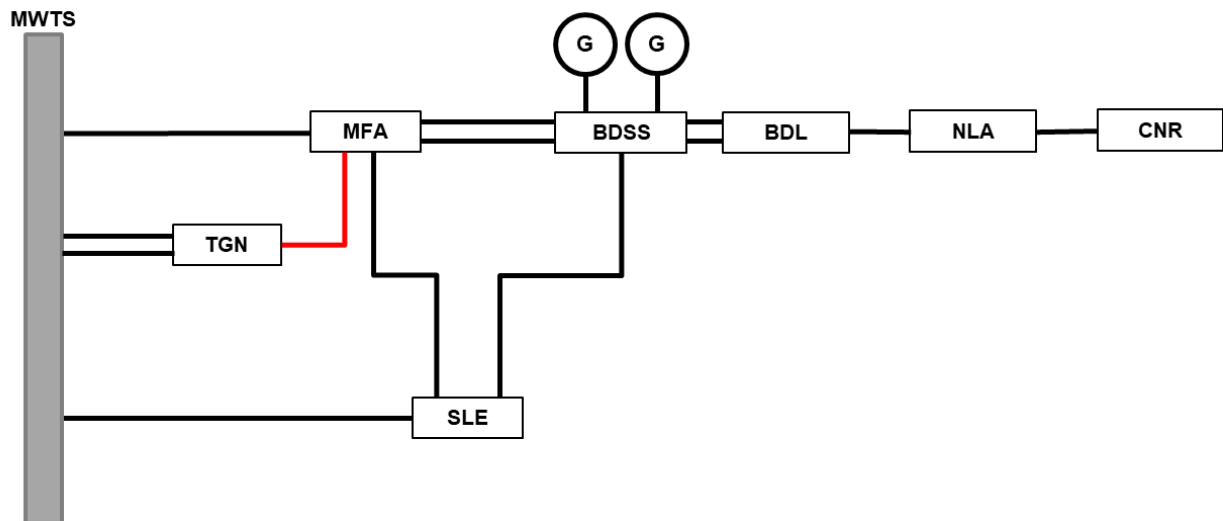 MWTS
G G
MFA BDSS BDL NLA CNR
TGN
SLE